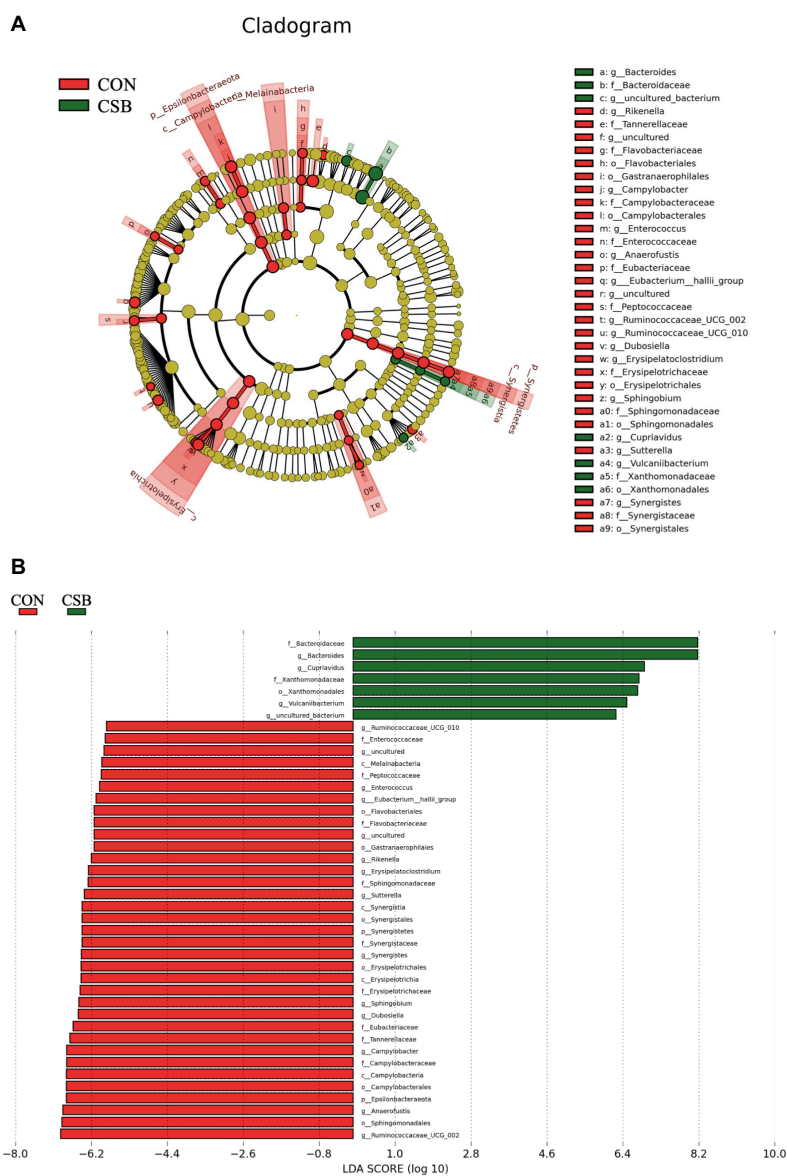 A
Cladogram
CON
CSB
p__Epsilonbacteraeota
c__Campylobacteria
c__Melainabacteria
p__Synergistetes
c__Synergistia
c__Erysipelotrichia
a: g__Bacteroides
b: f__Bacteroidaceae
c: g__uncultured_bacterium
d: g__Rikenella
e: f__Tannerellaceae
f: g__uncultured
g: f__Flavobacteriaceae
h: o__Flavobacteriales
i: o__Gastranaerophilales
j: g__Campylobacter
k: f__Campylobacteraceae
l: o__Campylobacterales
m: g__Enterococcus
n: f__Enterococcaceae
o: g__Anaerofustis
p: f__Eubacteriaceae
q: g___Eubacterium__hallii_group
r: g__uncultured
s: f__Peptococcaceae
t: g__Ruminococcaceae_UCG_002
u: g__Ruminococcaceae_UCG_010
v: g__Dubosiella
w: g__Erysipelatoclostridium
x: f__Erysipelotrichaceae
y: o__Erysipelotrichales
z: g__Sphingobium
a0: f__Sphingomonadaceae
a1: o__Sphingomonadales
a2: g__Cupriavidus
a3: g__Sutterella
a4: g__Vulcaniibacterium
a5: f__Xanthomonadaceae
a6: o__Xanthomonadales
a7: g__Synergistes
a8: f__Synergistaceae
a9: o__Synergistales
B
CON CSB
f__Bacteroidaceae
g__Bacteroides
g__Cupriavidus
f__Xanthomonadaceae
o__Xanthomonadales
g__Vulcaniibacterium
g__uncultured_bacterium
g__Ruminococcaceae_UCG_010
f__Enterococcaceae
g__uncultured
c__Melainabacteria
f__Peptococcaceae
g__Enterococcus
g___Eubacterium__hallii_group
o__Flavobacteriales
f__Flavobacteriaceae
g__uncultured
o__Gastranaerophilales
g__Rikenella
g__Erysipelatoclostridium
f__Sphingomonadaceae
g__Sutterella
c__Synergistia
o__Synergistales
p__Synergistetes
f__Synergistaceae
g__Synergistes
o__Erysipelotrichales
c__Erysipelotrichia
f__Erysipelotrichaceae
g__Sphingobium
g__Dubosiella
f__Eubacteriaceae
f__Tannerellaceae
g__Campylobacter
f__Campylobacteraceae
c__Campylobacteria
o__Campylobacterales
p__Epsilonbacteraeota
g__Anaerofustis
o__Sphingomonadales
g__Ruminococcaceae_UCG_002
−8.0 −6.2 −4.4 −2.6 −0.8 1.0 2.8 4.6 6.4 8.2 10.0
LDA SCORE (log 10)